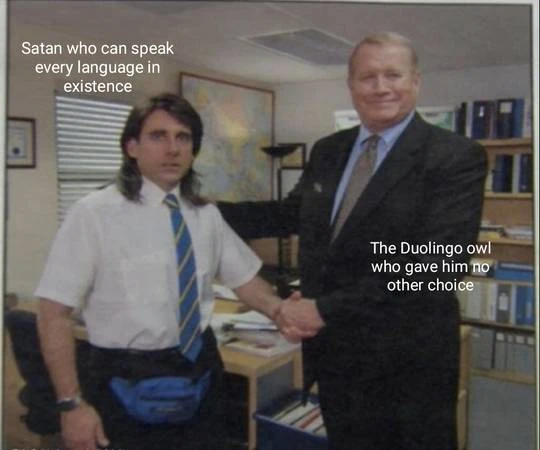 Satan who can speak
every language in
existence
The Duolingo owl
who gave him no
other choice